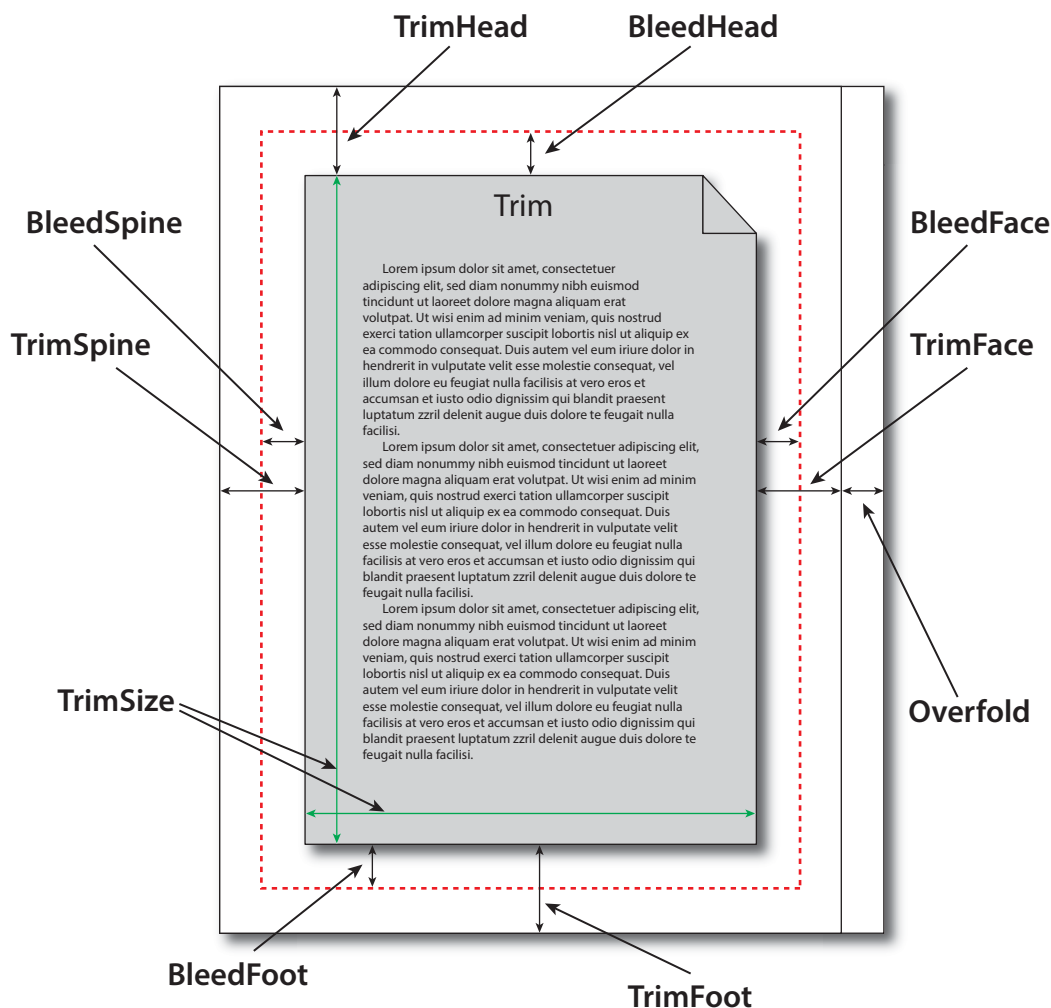 TrimHead
BleedHead
Trim
BleedSpine
BleedFace
TrimSpine
TrimFace
Lorem ipsum dolor sit amet, consectetuer
adipiscing elit, sed diam nonummy nibh euismod
tincidunt ut laoreet dolore magna aliquam erat
volutpat. Ut wisi enim ad minim veniam, quis nostrud
exerci tation ullamcorper suscipit lobortis nisl ut aliquip ex
ea commodo consequat. Duis autem vel eum iriure dolor in
hendrerit in vulputate velit esse molestie consequat, vel
illum dolore eu feugiat nulla facilisis at vero eros et
accumsan et iusto odio dignissim qui blandit praesent
luptatum zzril delenit augue duis dolore te feugait nulla
facilisi.
Lorem ipsum dolor sit amet, consectetuer adipiscing elit,
sed diam nonummy nibh euismod tincidunt ut laoreet
dolore magna aliquam erat volutpat. Ut wisi enim ad minim
veniam, quis nostrud exerci tation ullamcorper suscipit
lobortis nisl ut aliquip ex ea commodo consequat. Duis
autem vel eum iriure dolor in hendrerit in vulputate velit
esse molestie consequat, vel illum dolore eu feugiat nulla
facilisis at vero eros et accumsan et iusto odio dignissim qui
blandit praesent luptatum zzril delenit augue duis dolore te
feugait nulla facilisi.
Lorem ipsum dolor sit amet, consectetuer adipiscing elit,
sed diam nonummy nibh euismod tincidunt ut laoreet
dolore magna aliquam erat volutpat. Ut wisi enim ad minim
veniam, quis nostrud exerci tation ullamcorper suscipit
lobortis nisl ut aliquip ex ea commodo consequat. Duis
autem vel eum iriure dolor in hendrerit in vulputate velit
esse molestie consequat, vel illum dolore eu feugiat nulla
facilisis at vero eros et accumsan et iusto odio dignissim qui
blandit praesent luptatum zzril delenit augue duis dolore te
feugait nulla facilisi.
TrimSize
Overfold
BleedFoot
TrimFoot